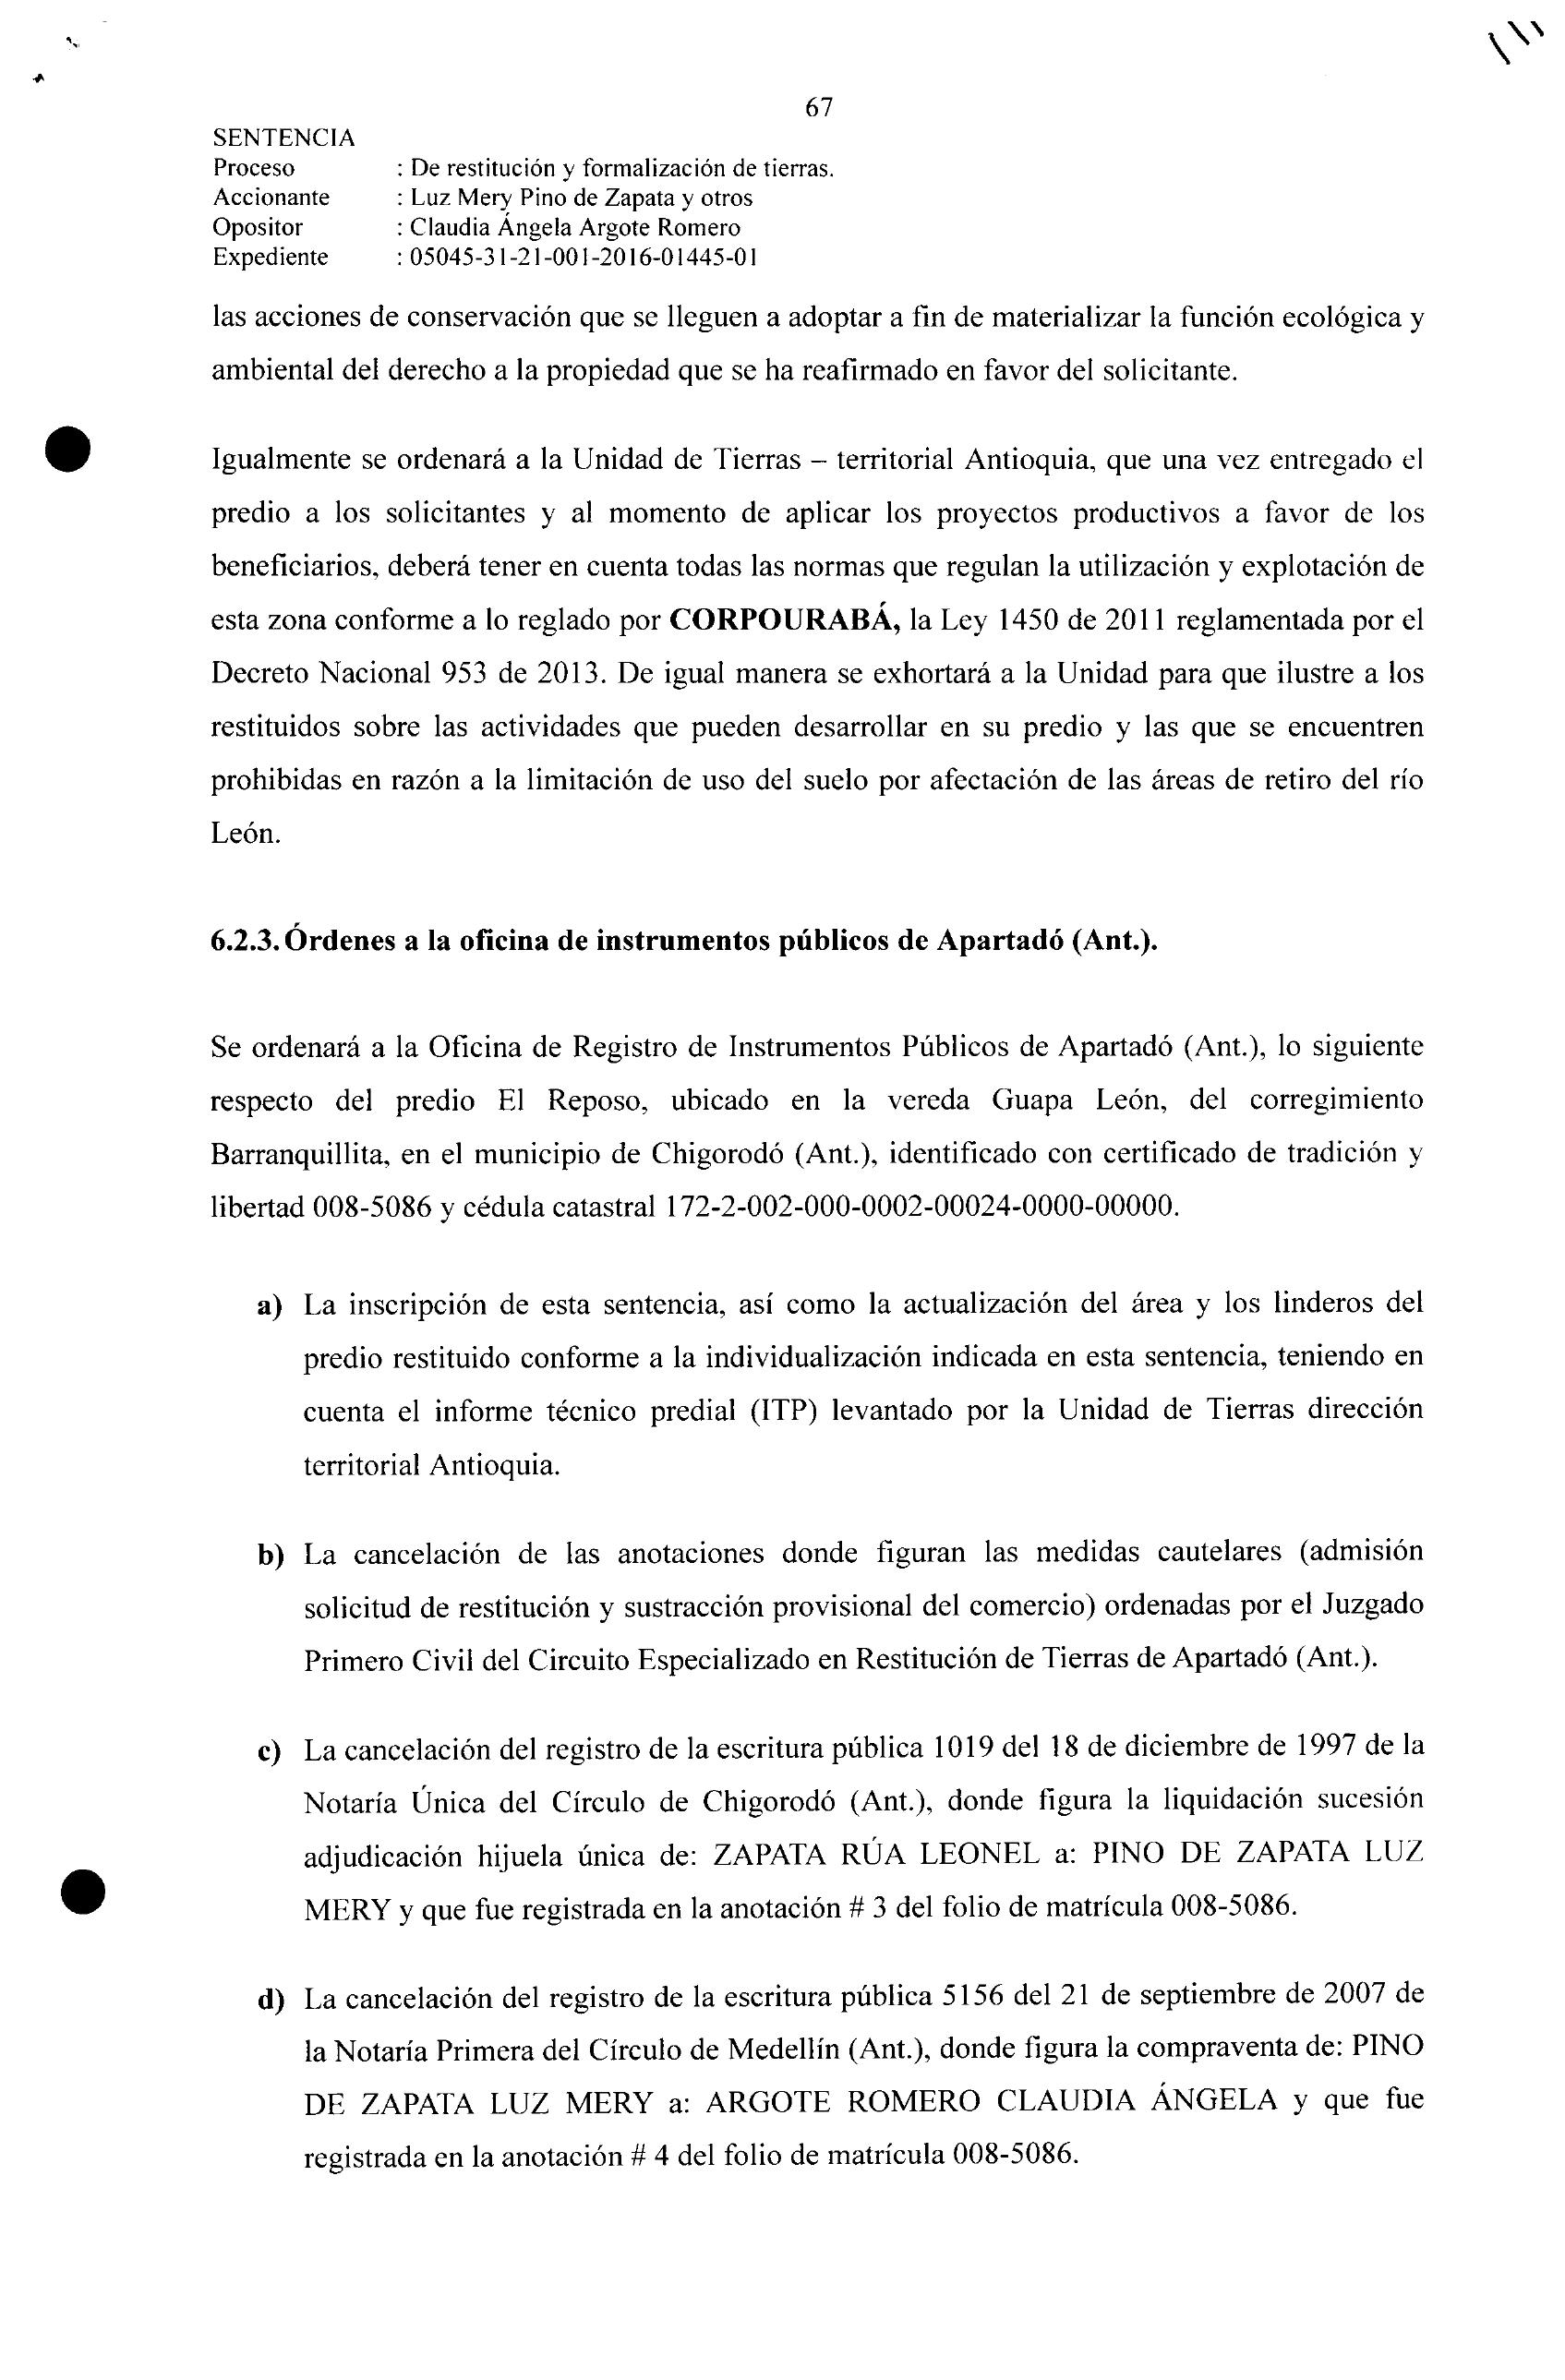 67
SENTENCIA
Proceso : De restitución y formalización de tierras.
Accionante : Luz Mery Pino de Zapata y otros
Opositor : Claudia Ángela Argote Romero
Expediente : 05045-31-21-001-2016-01445-01
las acciones de conservación que se lleguen a adoptar a fin de materializar la función ecológica y
ambiental del derecho a la propiedad que se ha reafirmado en favor del solicitante.
Igualmente se ordenará a la Unidad de Tierras – territorial Antioquia, que una vez entregado el
predio a los solicitantes y al momento de aplicar los proyectos productivos a favor de los
beneficiarios, deberá tener en cuenta todas las normas que regulan la utilización y explotación de
esta zona conforme a lo reglado por CORPOURABÁ, la Ley 1450 de 2011 reglamentada por el
Decreto Nacional 953 de 2013. De igual manera se exhortará a la Unidad para que ilustre a los
restituidos sobre las actividades que pueden desarrollar en su predio y las que se encuentren
prohibidas en razón a la limitación de uso del suelo por afectación de las áreas de retiro del río
León.
6.2.3. Órdenes a la oficina de instrumentos públicos de Apartadó (Ant.).
Se ordenará a la Oficina de Registro de Instrumentos Públicos de Apartadó (Ant.), lo siguiente
respecto del predio El Reposo, ubicado en la vereda Guapa León, del corregimiento
Barranquillita, en el municipio de Chigorodó (Ant.), identificado con certificado de tradición y
libertad 008-5086 y cédula catastral 172-2-002-000-0002-00024-0000-00000.
a) La inscripción de esta sentencia, así como la actualización del área y los linderos del
predio restituido conforme a la individualización indicada en esta sentencia, teniendo en
cuenta el informe técnico predial (ITP) levantado por la Unidad de Tierras dirección
territorial Antioquia.
b) La cancelación de las anotaciones donde figuran las medidas cautelares (admisión
solicitud de restitución y sustracción provisional del comercio) ordenadas por el Juzgado
Primero Civil del Circuito Especializado en Restitución de Tierras de Apartadó (Ant.).
c) La cancelación del registro de la escritura pública 1019 del 18 de diciembre de 1997 de la
Notaría Única del Círculo de Chigorodó (Ant.), donde figura la liquidación sucesión
adjudicación hijuela única de: ZAPATA RÚA LEONEL a: PINO DE ZAPATA LUZ
MERY y que fue registrada en la anotación # 3 del folio de matrícula 008-5086.
d) La cancelación del registro de la escritura pública 5156 del 21 de septiembre de 2007 de
la Notaría Primera del Círculo de Medellín (Ant.), donde figura la compraventa de: PINO
DE ZAPATA LUZ MERY a: ARGOTE ROMERO CLAUDIA ÁNGELA y que fue
registrada en la anotación # 4 del folio de matrícula 008-5086.